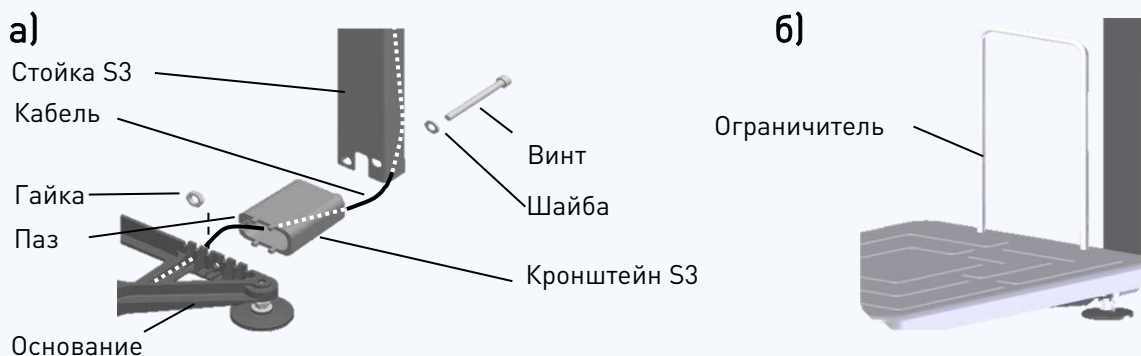 а)
Стойка S3
Кабель
Гайка
Паз
Основание
Винт
Шайба
Кронштейн S3
б)
Ограничитель